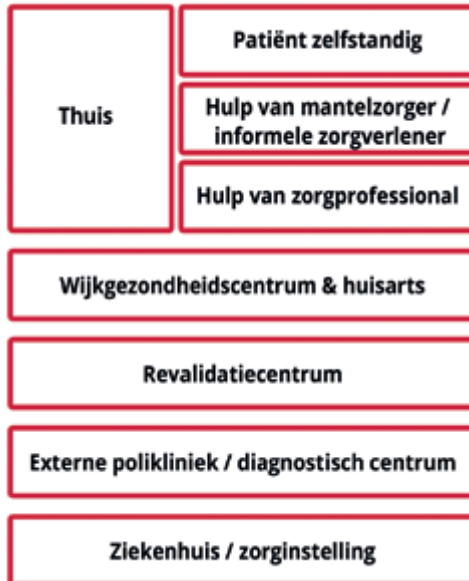 Thuis
Patiënt zelfstandig
Hulp van mantelzorger /
informele zorgverlener
Hulp van zorgprofessional
Wijkgezondheidscentrum & huisarts
Revalidatiecentrum
Externe polikliniek / diagnostisch centrum
Ziekenhuis / zorginstelling